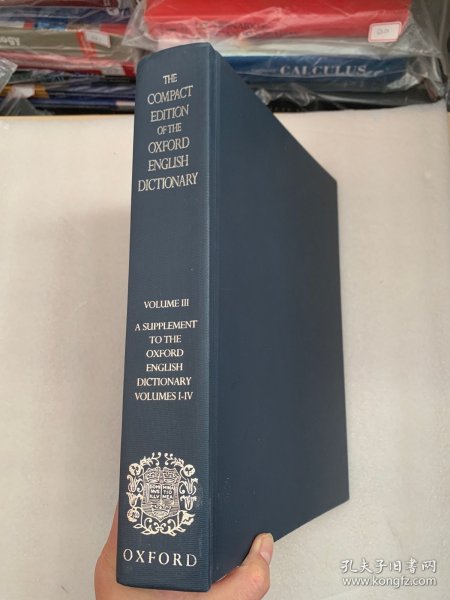 CALCULUS
THE
COMPACT
EDITION
OF THE
OXFORD
ENGLISH
DICTIONARY
VOLUME III
A SUPPLEMENT
TO THE
OXFORD
ENGLISH
DICTIONARY
VOLUMES I-IV
OXFORD
孔夫子旧书网
www.kongfz.com